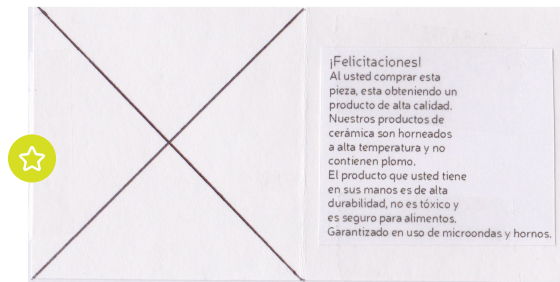 ¡Felicitaciones!
Al usted comprar esta
pieza, esta obteniendo un
producto de alta calidad.
Nuestros productos de
cerámica son horneados
a alta temperatura y no
contienen plomo.
El producto que usted tiene
en sus manos es de alta
durabilidad, no es tóxico y
es seguro para alimentos.
Garantizado en uso de microondas y hornos.